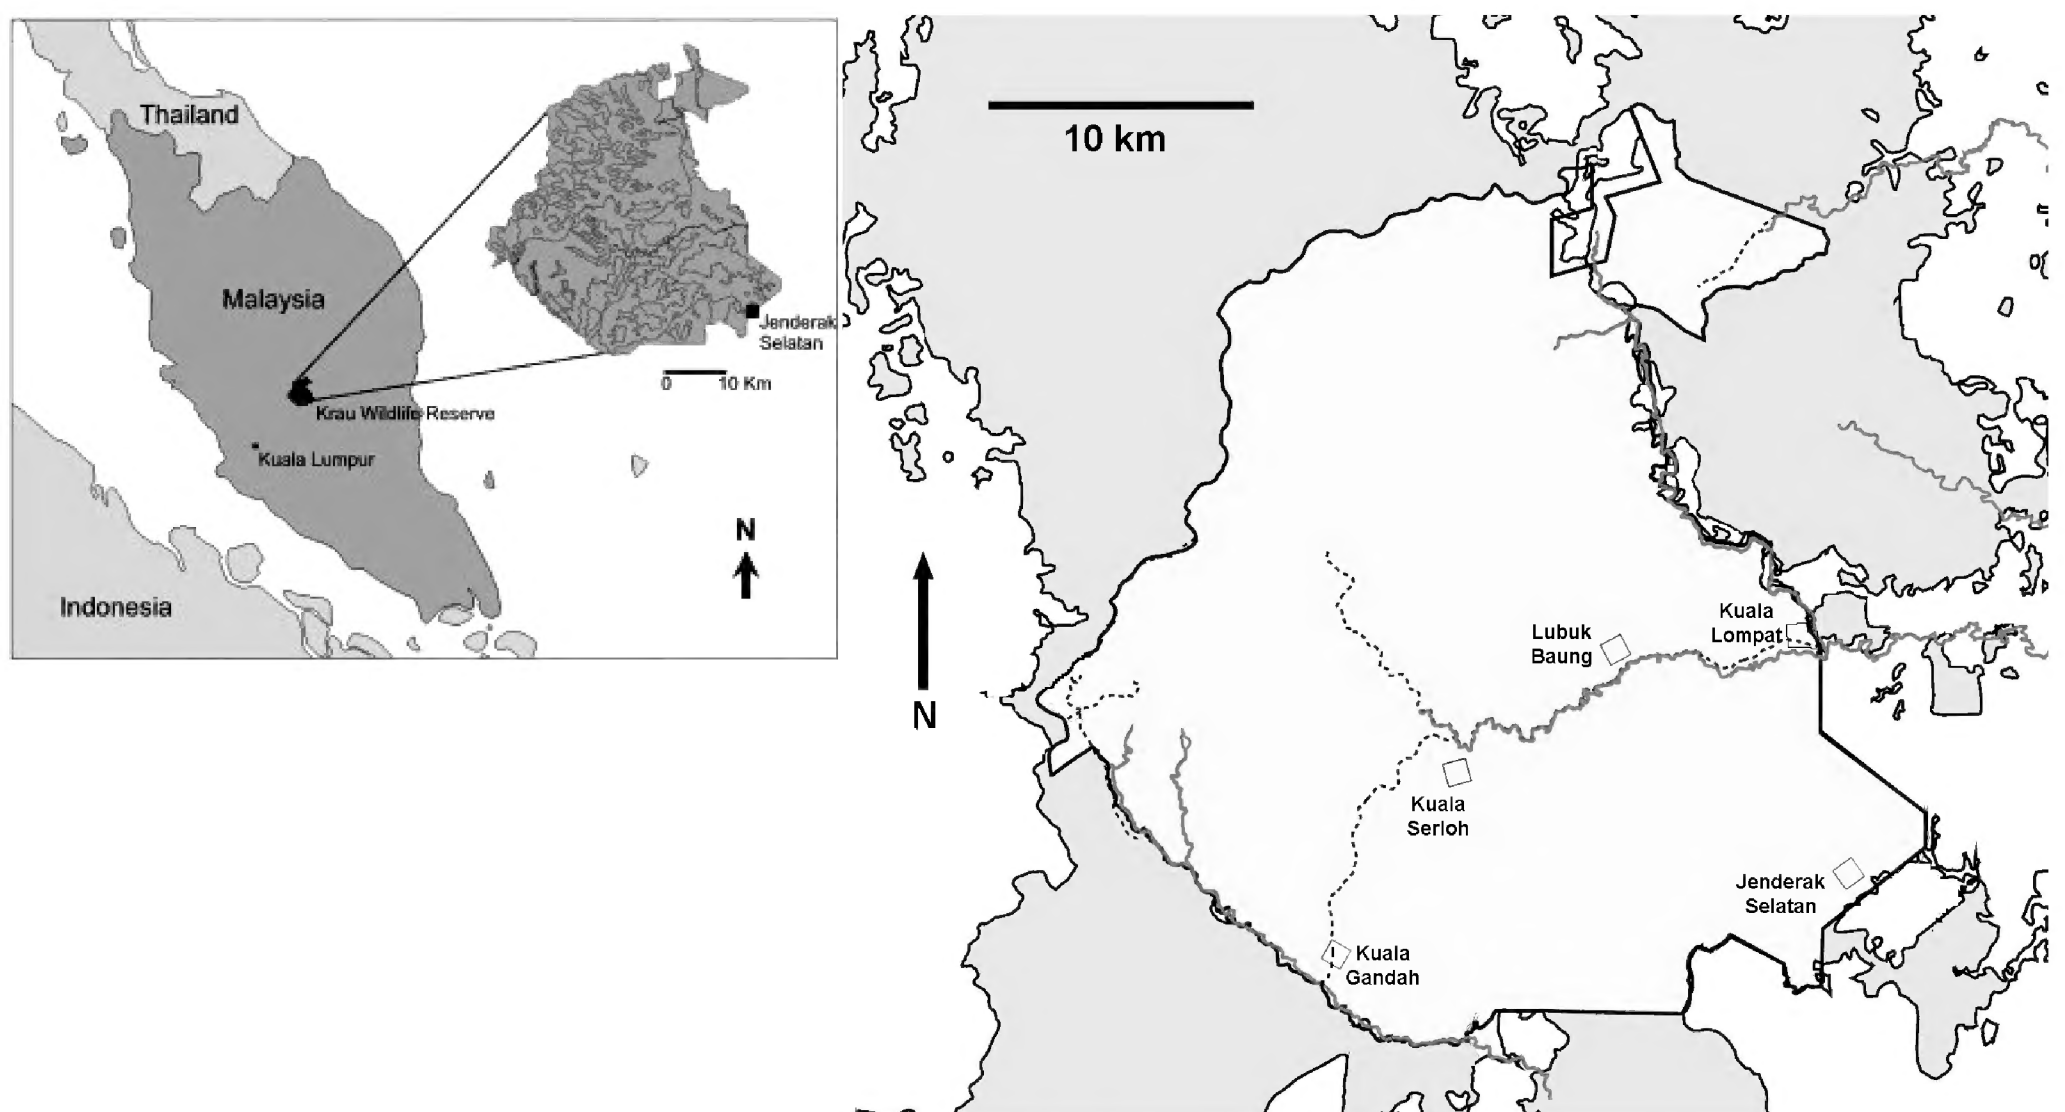 Thailand
Malaysia
Jenderak
Selatan
0 10 Km
Krau Wildlife Reserve
Kuala Lumpur
N
Indonesia
10 km
N
Kuala
Lompat
Lubuk
Baung
Kuala
Serloh
Jenderak
Selatan
Kuala
Gandah